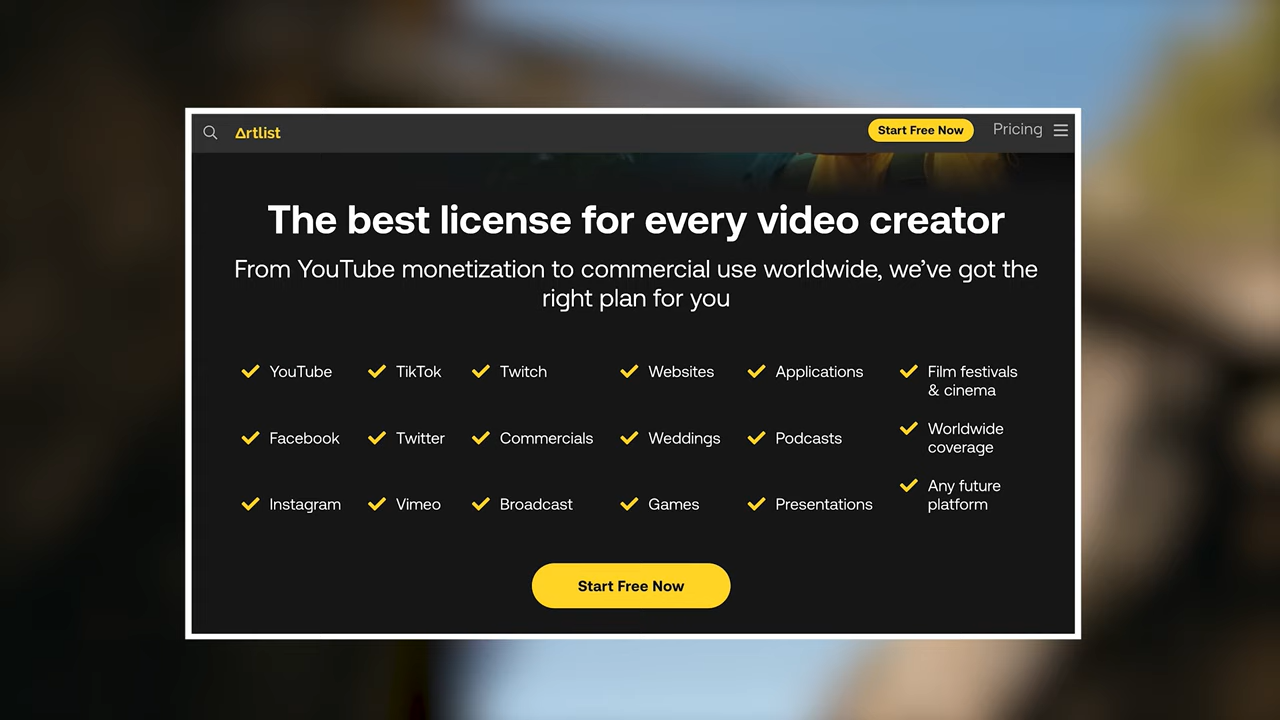 Artlist
Start Free Now
Pricing
The best license for every video creator
From YouTube monetization to commercial use worldwide, we’ve got the
right plan for you
YouTube
TikTok
Twitch
Websites
Applications
Film festivals
& cinema
Facebook
Twitter
Commercials
Weddings
Podcasts
Worldwide
coverage
Instagram
Vimeo
Broadcast
Games
Presentations
Any future
platform
Start Free Now